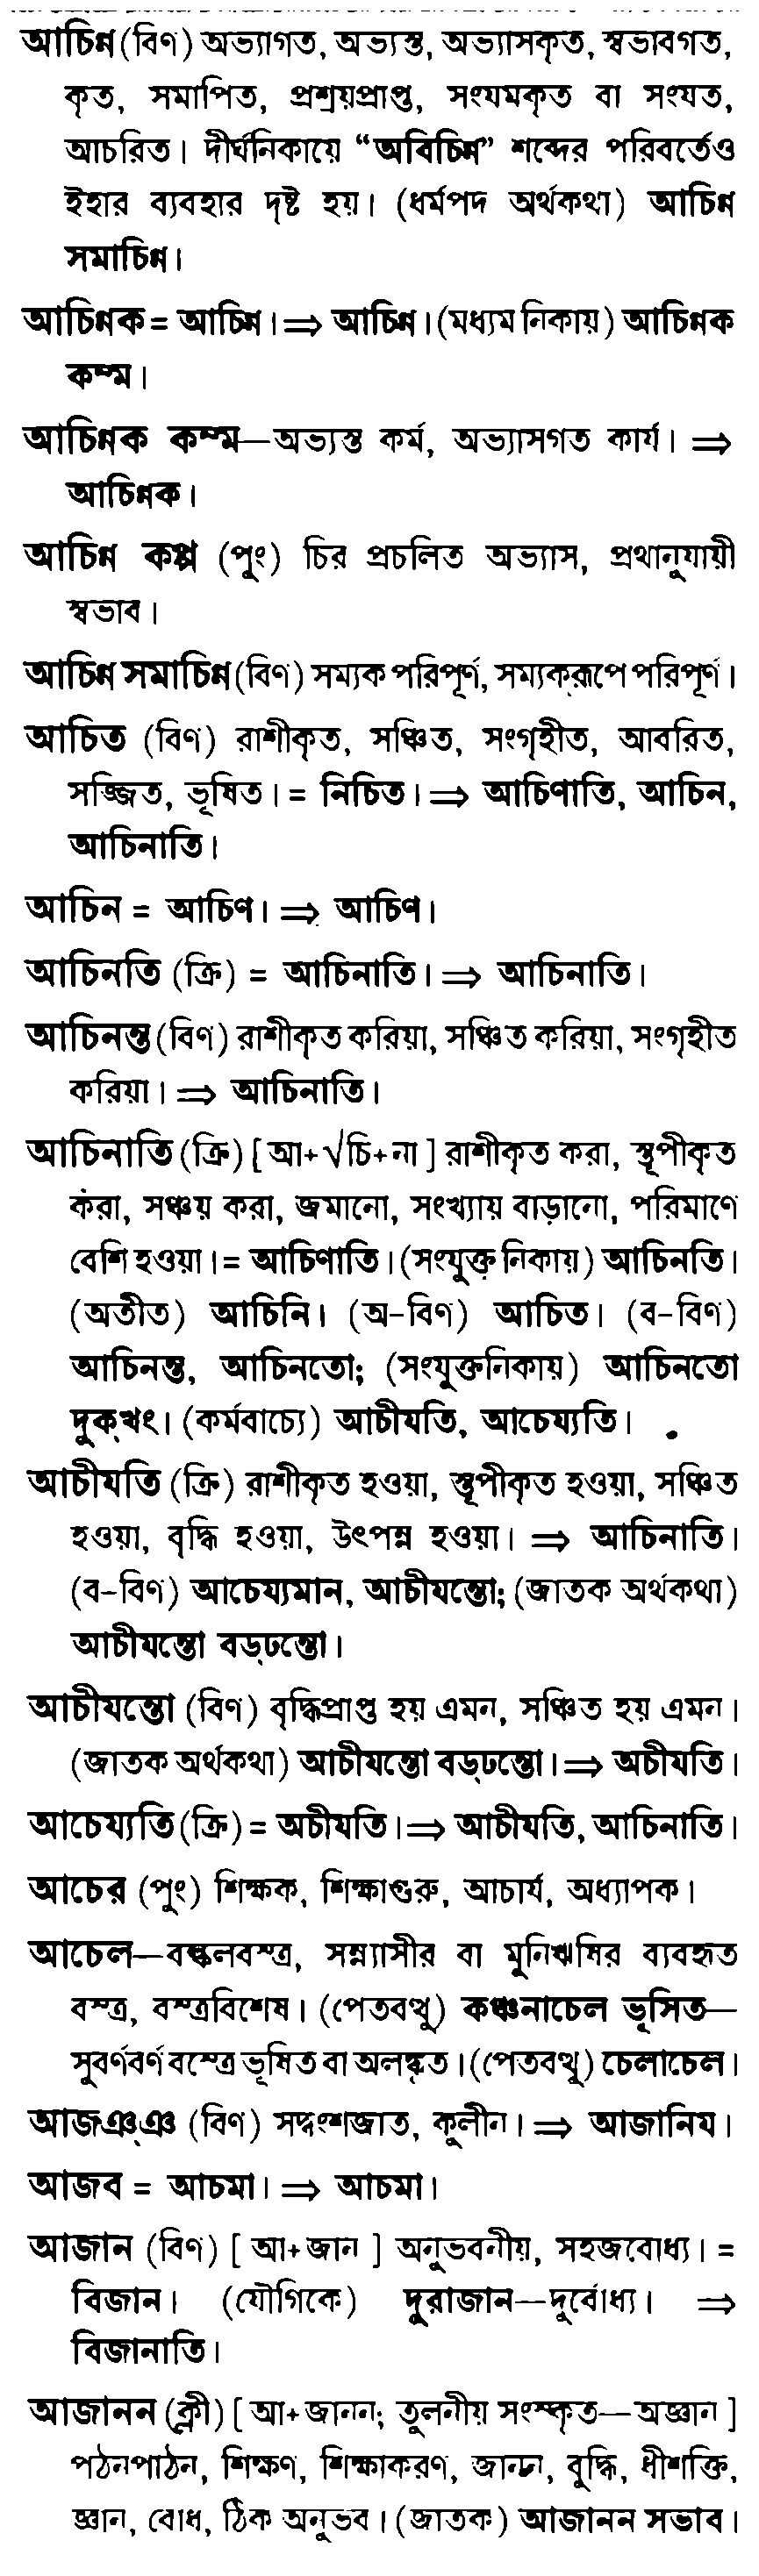 আচিণ্ণ (বিণ) অভ্যাগত, অভ্যস্ত, অভ্যাসকৃত, স্বভাবগত,
কৃত, সমাপিত, প্রশ্রয়প্রাপ্ত, সংযমকৃত বা সংযত,
আচরিত। দীর্ঘনিকায়ে “অবিচিণ্ণ” শব্দের পরিবর্তেও
ইহার ব্যবহার দৃষ্ট হয়। (ধর্মপদ অর্থকথা) আচিণ্ণ
সমাচিণ্ণ।
আচিণ্ণক = আচিণ্ণ। ⇒ আচিণ্ণ। (মধ্যম নিকায়) আচিণ্ণক
কম্ম।
আচিণ্ণক কম্ম—অভ্যস্ত কর্ম, অভ্যাসগত কার্য। ⇒
আচিণ্ণক।
আচিণ্ণ কপ্প (পুং) চির প্রচলিত অভ্যাস, প্রথানুযায়ী
স্বভাব।
আচিণ্ণ সমাচিণ্ণ (বিণ) সম্যক পরিপূর্ণ, সম্যক্‌রূপে পরিপূর্ণ।
আচিত (বিণ) রাশীকৃত, সঞ্চিত, সংগৃহীত, আবরিত,
সজ্জিত, ভূষিত। = নিচিত। ⇒ আচিণাতি, আচিন,
আচিনাতি।
আচিন = আচিণ। ⇒ আচিণ।
আচিনতি (ক্রি) = আচিনাতি। ⇒ আচিনাতি।
আচিনন্ত (বিণ) রাশীকৃত করিয়া, সঞ্চিত করিয়া, সংগৃহীত
করিয়া। ⇒ আচিনাতি।
আচিনাতি (ক্রি) [ আ+√চি+না ] রাশীকৃত করা, স্তূপীকৃত
করা, সঞ্চয় করা, জমানো, সংখ্যায় বাড়ানো, পরিমাণে
বেশি হওয়া। = আচিণাতি। (সংযুক্ত নিকায়) আচিনতি।
(অতীত) আচিনি। (অ-বিণ) আচিত। (ব-বিণ)
আচিনন্ত, আচিনতো; (সংযুক্তনিকায়) আচিনতো
দুক্‌খং। (কর্মবাচ্যে) আচীযতি, আচেয্যতি।
আচীযতি (ক্রি) রাশীকৃত হওয়া, স্তূপীকৃত হওয়া, সঞ্চিত
হওয়া, বৃদ্ধি হওয়া, উৎপন্ন হওয়া। ⇒ আচিনাতি।
(ব-বিণ) আচেয্যমান, আচীযন্তো; (জাতক অর্থকথা)
আচীযন্তো বড্‌ঢন্তো।
আচীযন্তো (বিণ) বৃদ্ধিপ্রাপ্ত হয় এমন, সঞ্চিত হয় এমন।
(জাতক অর্থকথা) আচীযন্তো বড্‌ঢন্তো। ⇒ অচীযতি।
আচেয্যতি (ক্রি) = অচীযতি। ⇒ আচীযতি, আচিনাতি।
আচের (পুং) শিক্ষক, শিক্ষাগুরু, আচার্য, অধ্যাপক।
আচেল—বল্কলবস্ত্র, সন্ন্যাসীর বা মুনিঋষির ব্যবহৃত
বস্ত্র, বস্ত্রবিশেষ। (পেতবত্থু) কঞ্চনাচেল ভূসিত—
সুবর্ণবর্ণ বস্ত্রে ভূষিত বা অলঙ্কৃত। (পেতবত্থু) চেলাচেল।
আজঞ্‌ঞ (বিণ) সদ্বংশজাত, কুলীন। ⇒ আজানিয।
আজব = আচমা। ⇒ আচমা।
আজান (বিণ) [ আ+জান ] অনুভবনীয়, সহজবোধ্য। =
বিজান। (যৌগিকে) দুরাজান—দুর্বোধ্য। ⇒
বিজানাতি।
আজানন (ক্লী) [ আ+জানন; তুলনীয় সংস্কৃত—অজ্ঞান ]
পঠনপাঠন, শিক্ষণ, শিক্ষাকরণ, জানন, বুদ্ধি, ধীশক্তি,
জ্ঞান, বোধ, ঠিক অনুভব। (জাতক) আজানন সভাব।